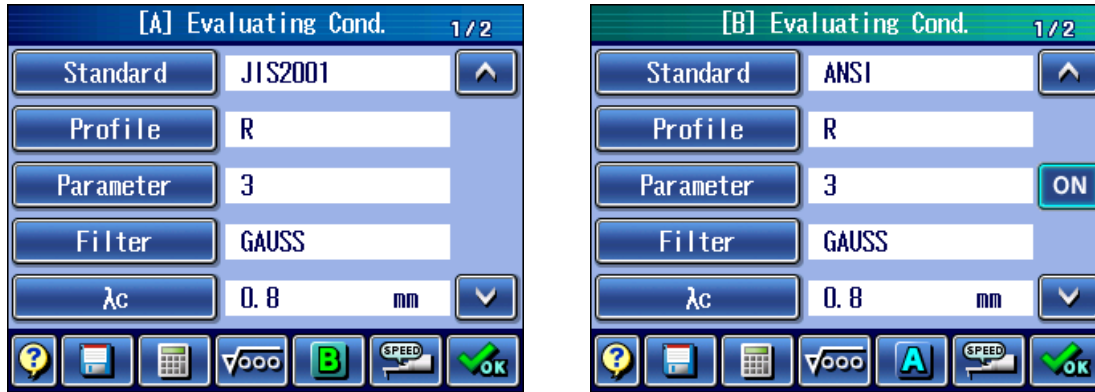 [A] Evaluating Cond. 1/2
Standard JIS2001
Profile R
Parameter 3
Filter GAUSS
λc 0.8 mm
? √ooo B SPEED OK
[B] Evaluating Cond. 1/2
Standard ANSI
Profile R
Parameter 3 ON
Filter GAUSS
λc 0.8 mm
? √ooo A SPEED OK